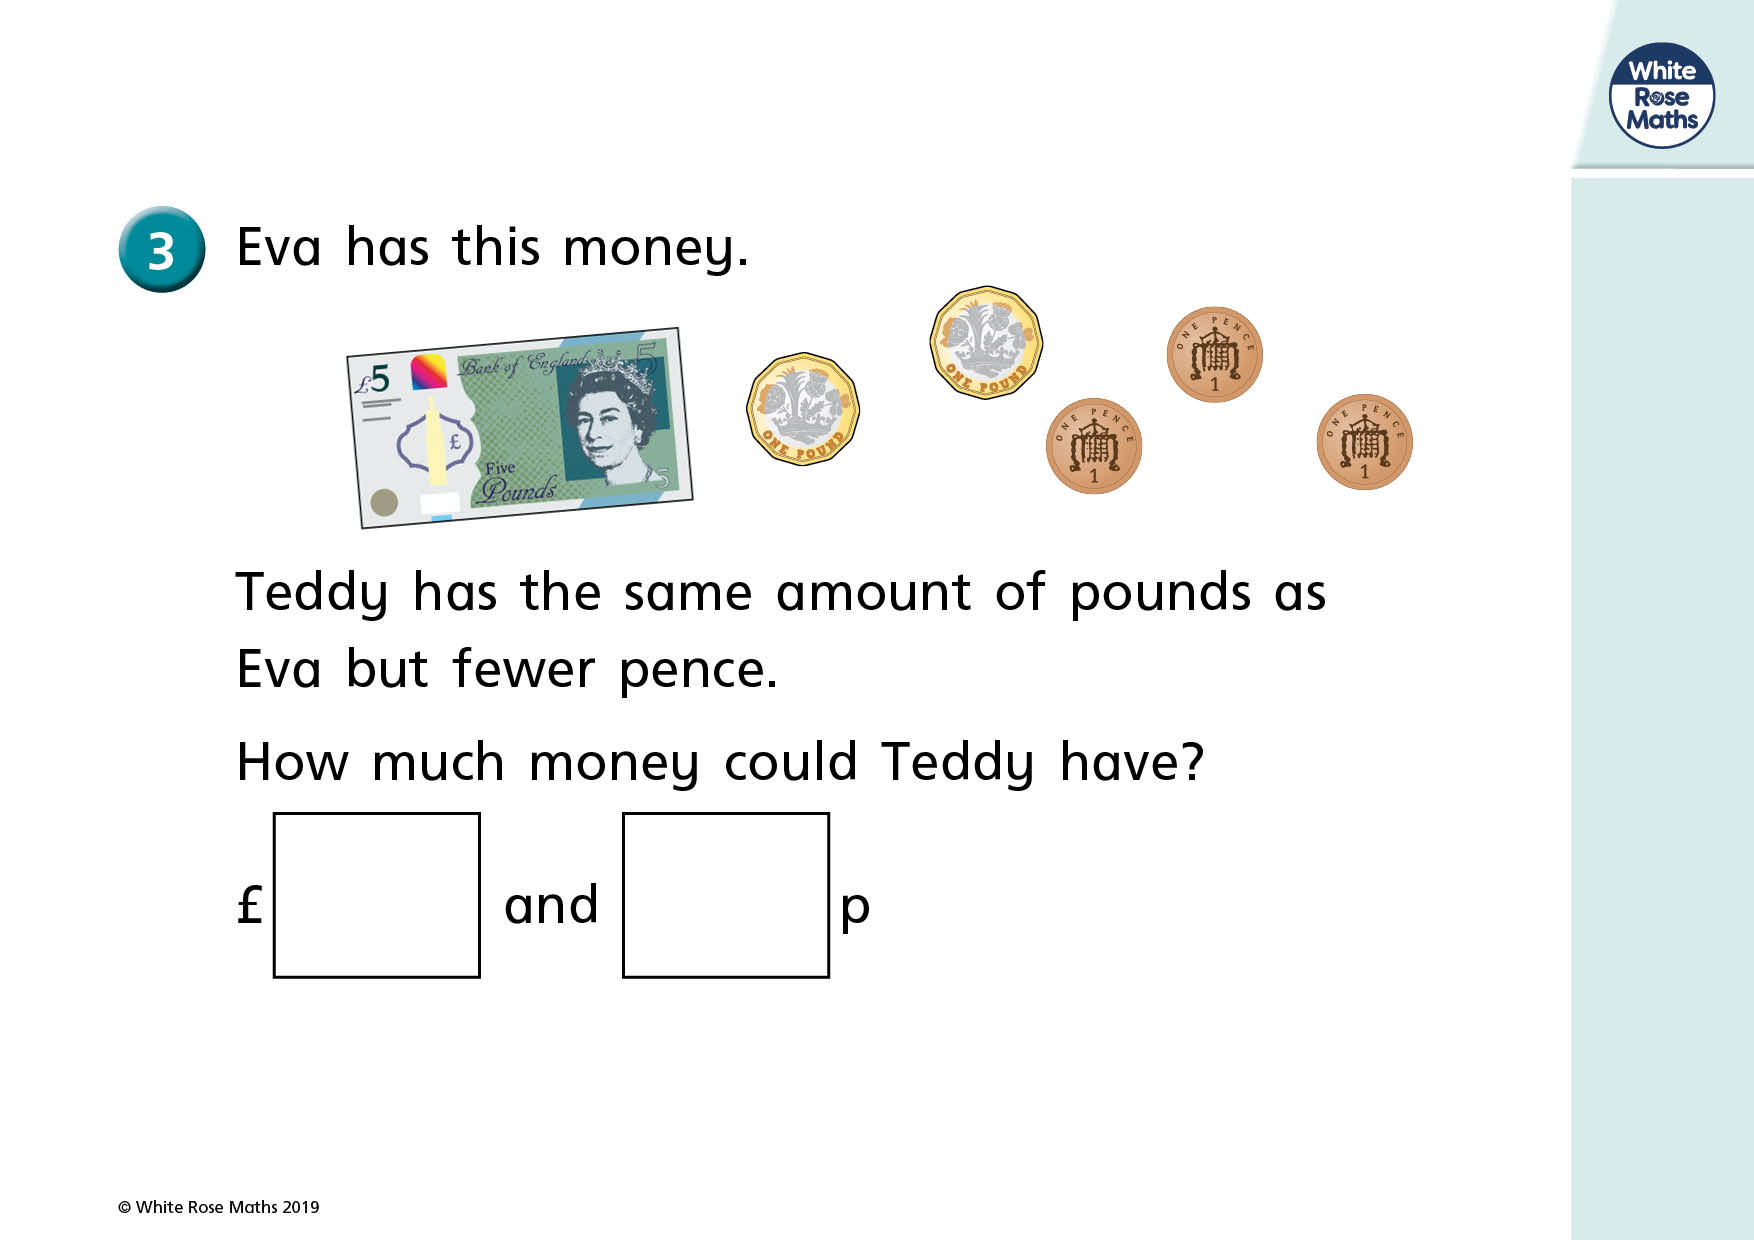 White
Rose
Maths
3 Eva has this money.
£5
Bank of England
5
£
Five
Pounds
5
ONE POUND
ONE POUND
ONE PENCE
1
ONE PENCE
1
ONE PENCE
1
Teddy has the same amount of pounds as
Eva but fewer pence.
How much money could Teddy have?
£ and p
© White Rose Maths 2019